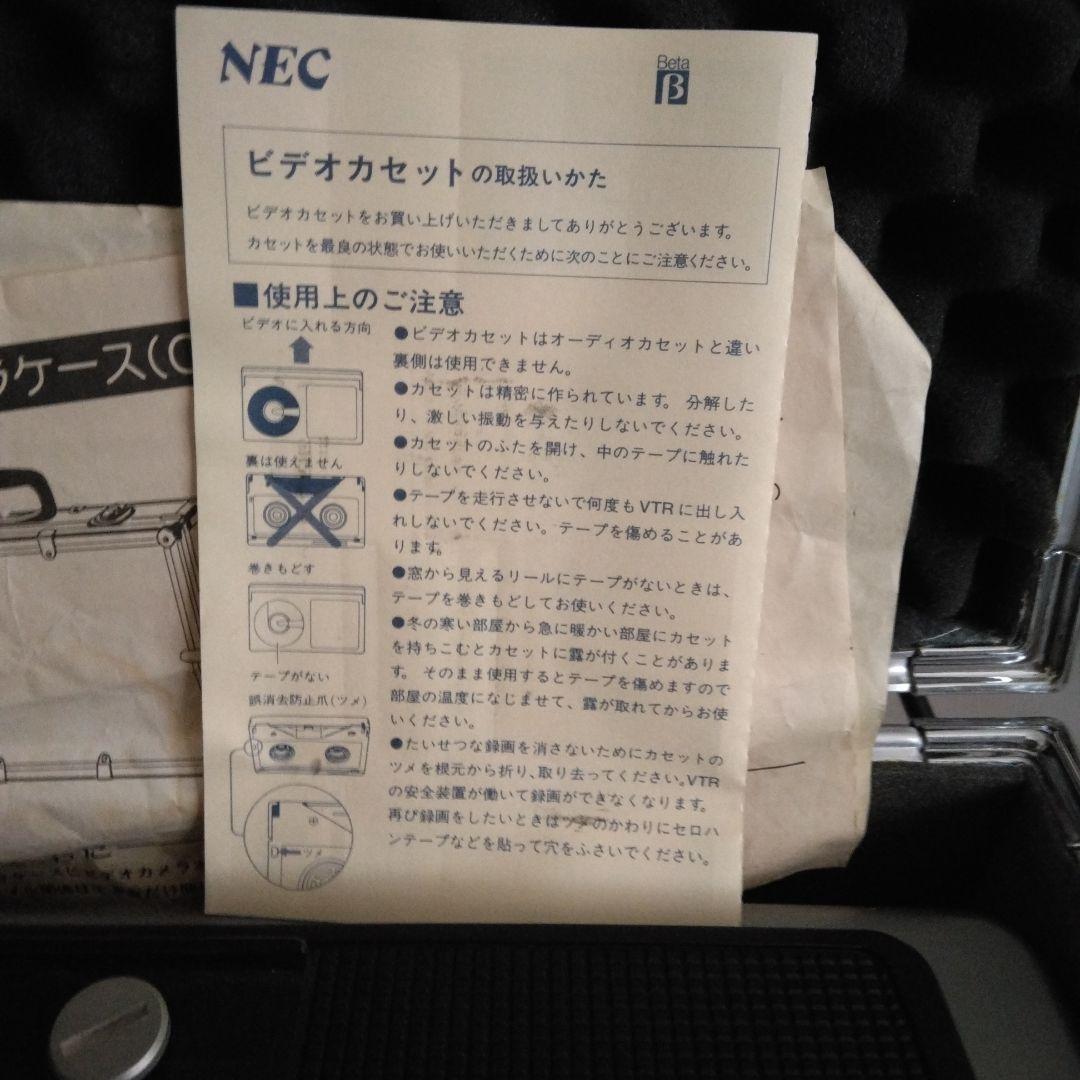 NEC
Beta
β
ビデオカセットの取扱いかた
ビデオカセットをお買い上げいただきましてありがとうございます。
カセットを最良の状態でお使いいただくために次のことにご注意ください。
■使用上のご注意
ビデオに入れる方向
裏は使えません
巻きもどす
テープがない
誤消去防止爪(ツメ)
ツメ
●ビデオカセットはオーディオカセットと違い
裏側は使用できません。
●カセットは精密に作られています。分解した
り、激しい振動を与えたりしないでください。
●カセットのふたを開け、中のテープに触れた
りしないでください。
●テープを走行させないで何度もVTRに出し入
れしないでください。テープを傷めることがあ
ります。
●窓から見えるリールにテープがないときは、
テープを巻きもどしてお使いください。
●冬の寒い部屋から急に暖かい部屋にカセット
を持ちこむとカセットに露が付くことがありま
す。そのまま使用するとテープを傷めますので
部屋の温度になじませて、露が取れてからお使
いください。
●たいせつな録画を消さないためにカセットの
ツメを根元から折り、取り去ってください。VTR
の安全装置が働いて録画ができなくなります。
再び録画をしたいときはツメのかわりにセロハ
ンテープなどを貼って穴をふさいでください。
ラケース(C